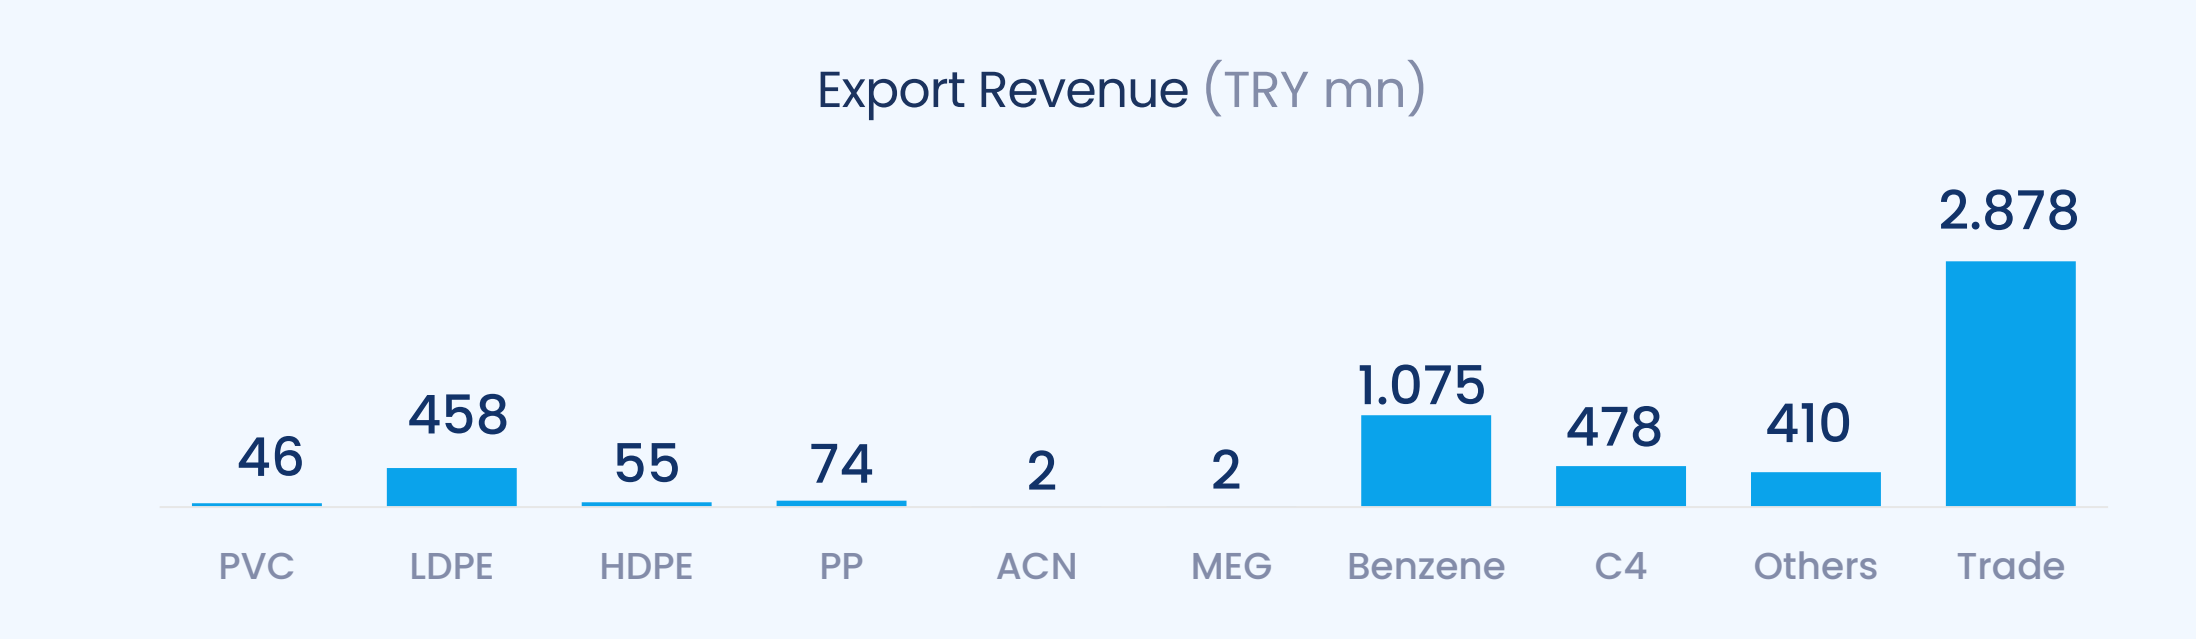 Export Revenue (TRY mn)
46 458 55 74 2 2 1.075 478 410 2.878
PVC LDPE HDPE PP ACN MEG Benzene C4 Others Trade